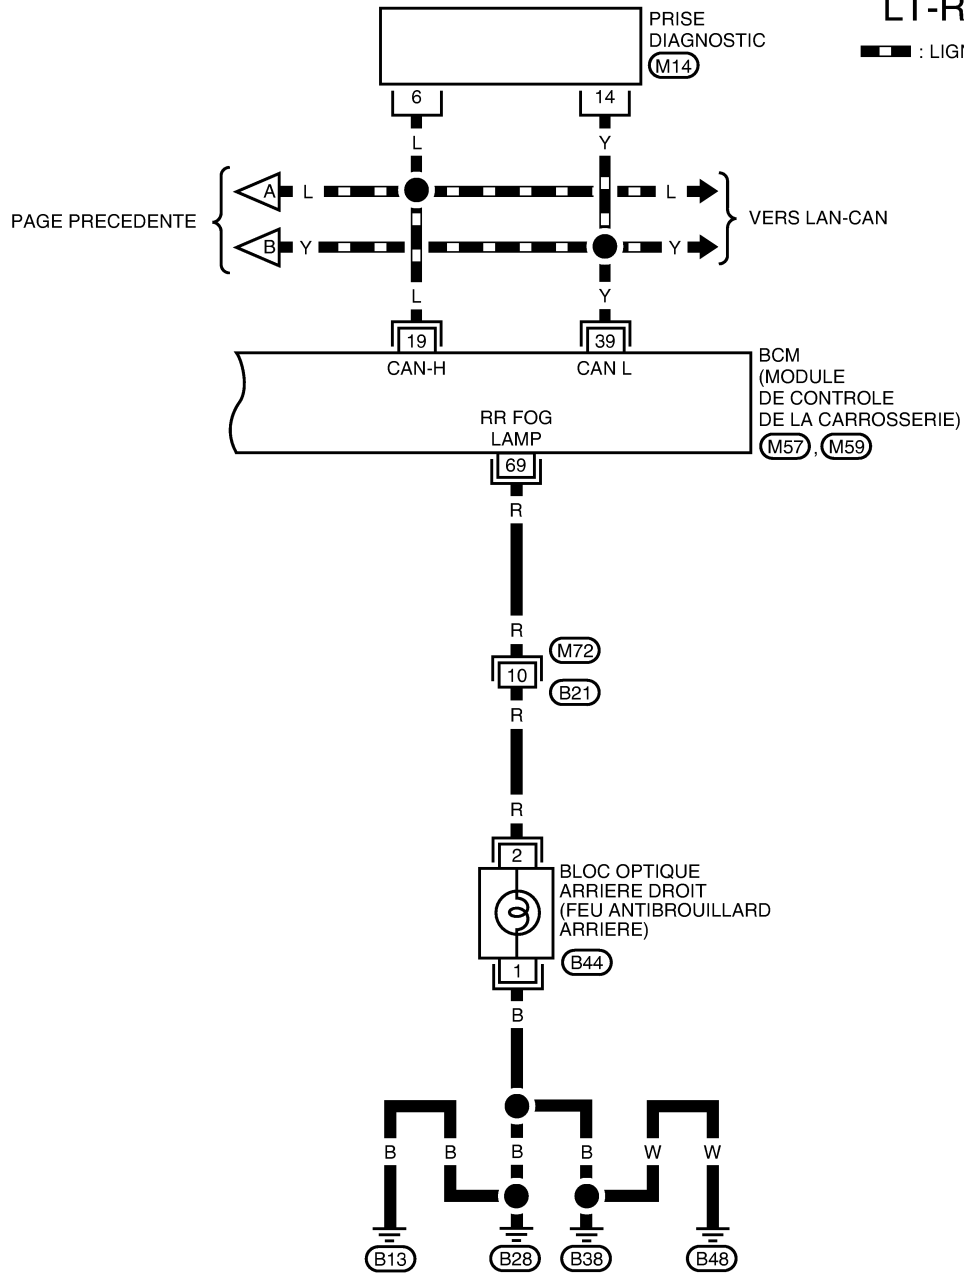 PRISE
DIAGNOSTIC
M14
LT-R
: LIGN
6
14
L
Y
A
L
L
PAGE PRECEDENTE
VERS LAN-CAN
B
Y
Y
L
Y
19
39
CAN-H
CAN L
BCM
(MODULE
DE CONTROLE
DE LA CARROSSERIE)
M57 , M59
RR FOG
LAMP
69
R
R
M72
10
B21
R
R
2
BLOC OPTIQUE
ARRIERE DROIT
(FEU ANTIBROUILLARD
ARRIERE)
B44
1
B
B
B
B
B
W
W
B13
B28
B38
B48